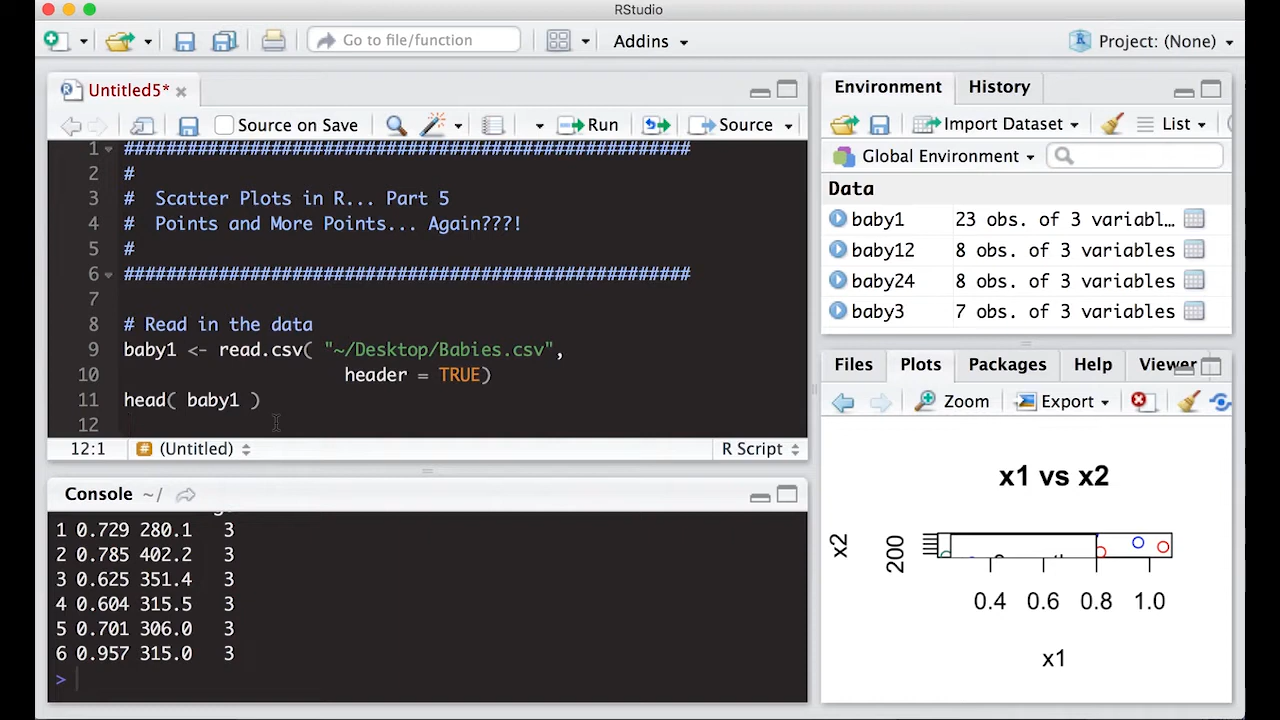 RStudio
Go to file/function
Addins
Project: (None)
Untitled5*
Source on Save
Run
Source
1 ######################################################
2 #
3 #  Scatter Plots in R... Part 5
4 #  Points and More Points... Again???!
5 #
6 ######################################################
7
8 # Read in the data
9 baby1 <- read.csv( "~/Desktop/Babies.csv",
10 header = TRUE)
11 head( baby1 )
12
12:1 (Untitled) R Script
Console ~/
1 0.729 280.1 3
2 0.785 402.2 3
3 0.625 351.4 3
4 0.604 315.5 3
5 0.701 306.0 3
6 0.957 315.0 3
>
Environment History
Import Dataset List
Global Environment
Data
baby1 23 obs. of 3 variabl…
baby12 8 obs. of 3 variables
baby24 8 obs. of 3 variables
baby3 7 obs. of 3 variables
Files Plots Packages Help Viewer
Zoom Export
x1 vs x2
x2
200
0.4 0.6 0.8 1.0
x1